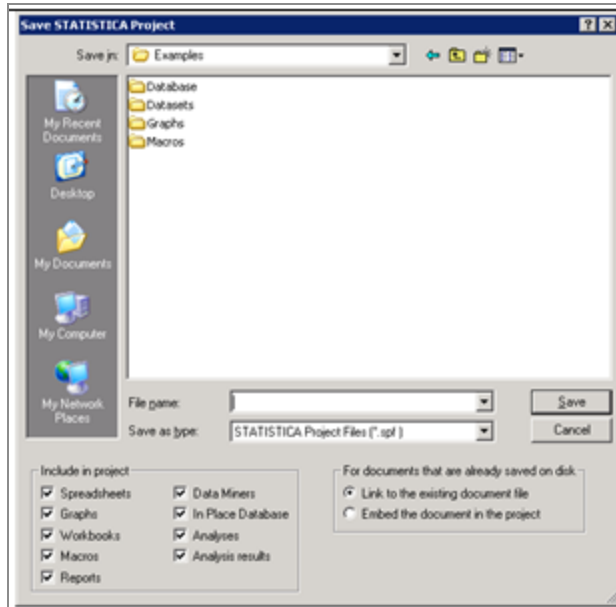 Save STATISTICA Project
Save in: Examples
Database
Datasets
Graphs
Macros
My Recent
Documents
Desktop
My Documents
My Computer
My Network
Places
File name:
Save
Save as type: STATISTICA Project Files (*.spf )
Cancel
Include in project
Spreadsheets
Data Miners
Graphs
In Place Database
Workbooks
Analyses
Macros
Analysis results
Reports
For documents that are already saved on disk
Link to the existing document file
Embed the document in the project